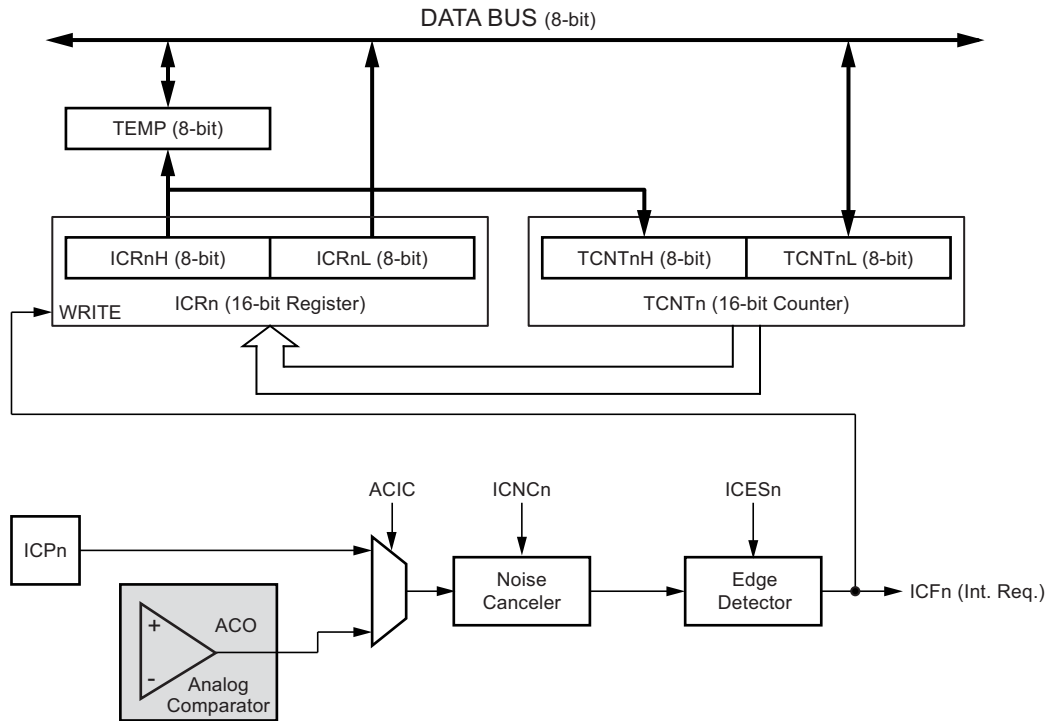 DATA BUS (8-bit)
TEMP (8-bit)
ICRnH (8-bit) ICRnL (8-bit) TCNTnH (8-bit) TCNTnL (8-bit)
WRITE ICRn (16-bit Register) TCNTn (16-bit Counter)
ACIC ICNCn ICESn
ICPn
Noise
Canceler
Edge
Detector
ICFn (Int. Req.)
+
ACO
-
Analog
Comparator